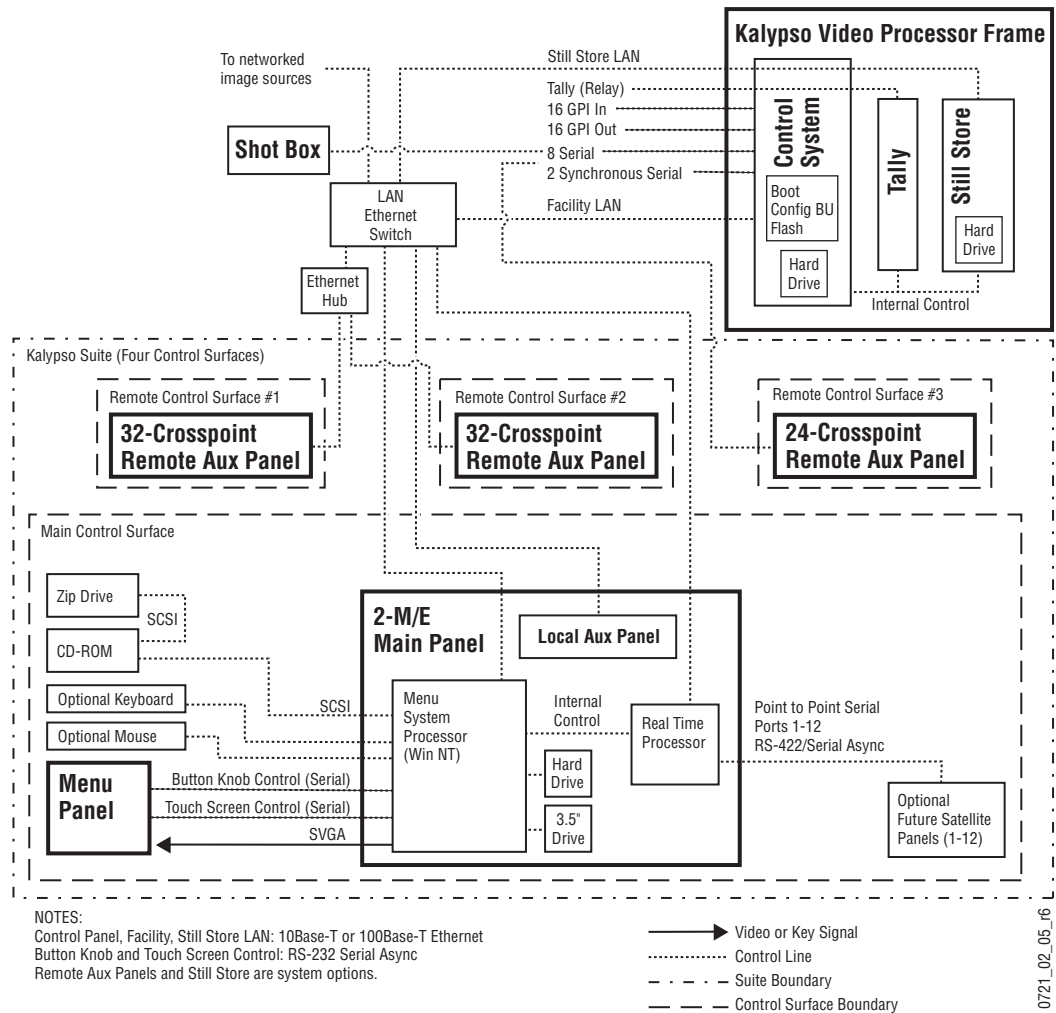 Kalypso Video Processor Frame
To networked
image sources
Still Store LAN
Tally (Relay)
16 GPI In
16 GPI Out
8 Serial
2 Synchronous Serial
Facility LAN
Control
System
Boot
Config BU
Flash
Hard
Drive
Tally
Still Store
Hard
Drive
Internal Control
Shot Box
LAN
Ethernet
Switch
Ethernet
Hub
Kalypso Suite (Four Control Surfaces)
Remote Control Surface #1
32-Crosspoint
Remote Aux Panel
Remote Control Surface #2
32-Crosspoint
Remote Aux Panel
Remote Control Surface #3
24-Crosspoint
Remote Aux Panel
Main Control Surface
Zip Drive
SCSI
CD-ROM
Optional Keyboard
SCSI
Optional Mouse
Menu
Panel
Button Knob Control (Serial)
Touch Screen Control (Serial)
SVGA
2-M/E
Main Panel
Local Aux Panel
Menu
System
Processor
(Win NT)
Internal
Control
Hard
Drive
3.5"
Drive
Real Time
Processor
Point to Point Serial
Ports 1-12
RS-422/Serial Async
Optional
Future Satellite
Panels (1-12)
NOTES:
Control Panel, Facility, Still Store LAN: 10Base-T or 100Base-T Ethernet
Button Knob and Touch Screen Control: RS-232 Serial Async
Remote Aux Panels and Still Store are system options.
Video or Key Signal
Control Line
Suite Boundary
Control Surface Boundary
0721_02_05_r6